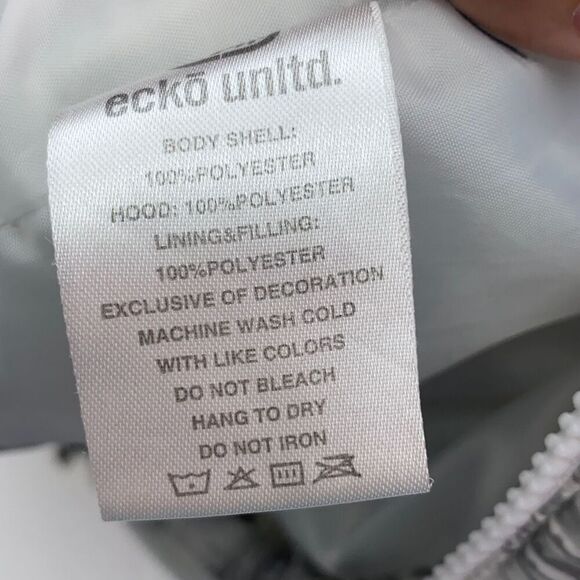 eckō unltd.
BODY SHELL:
100%POLYESTER
HOOD: 100%POLYESTER
LINING&FILLING:
100%POLYESTER
EXCLUSIVE OF DECORATION
MACHINE WASH COLD
WITH LIKE COLORS
DO NOT BLEACH
HANG TO DRY
DO NOT IRON